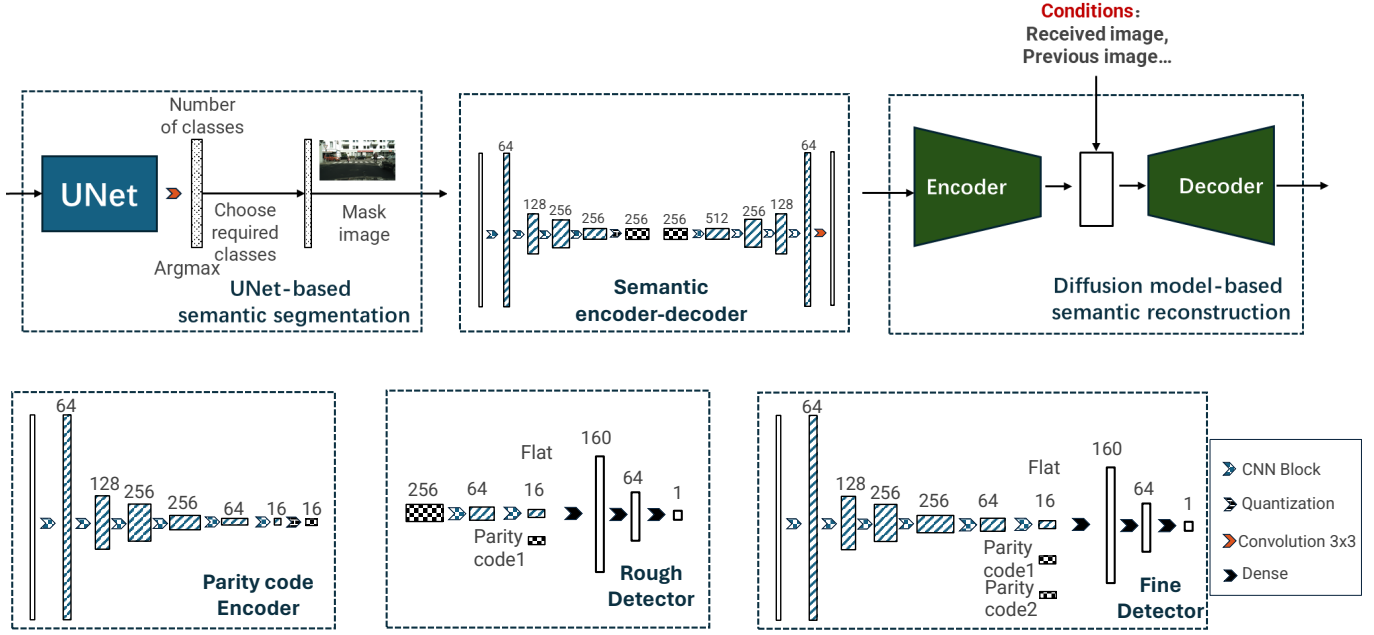 Conditions:
Received image,
Previous image...
Number
of classes
UNet
Choose
required
classes
Argmax
Mask
image
UNet-based
semantic segmentation
64
128
256
256
256
256
512
256
128
64
Semantic
encoder-decoder
Encoder
Decoder
Diffusion model-based
semantic reconstruction
64
128
256
256
64
16
16
Parity code
Encoder
256
64
Flat
16
Parity
code1
160
64
1
Rough
Detector
64
128
256
256
64
Flat
16
Parity
code1
Parity
code2
160
64
1
Fine
Detector
CNN Block
Quantization
Convolution 3x3
Dense